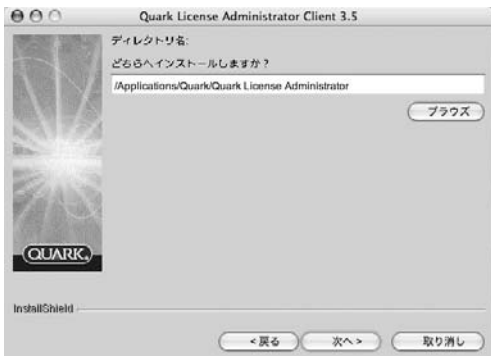 Quark License Administrator Client 3.5
ディレクトリ名:
どちらへインストールしますか？
/Applications/Quark/Quark License Administrator
ブラウズ
QUARK.
InstallShield
<戻る
次へ>
取り消し